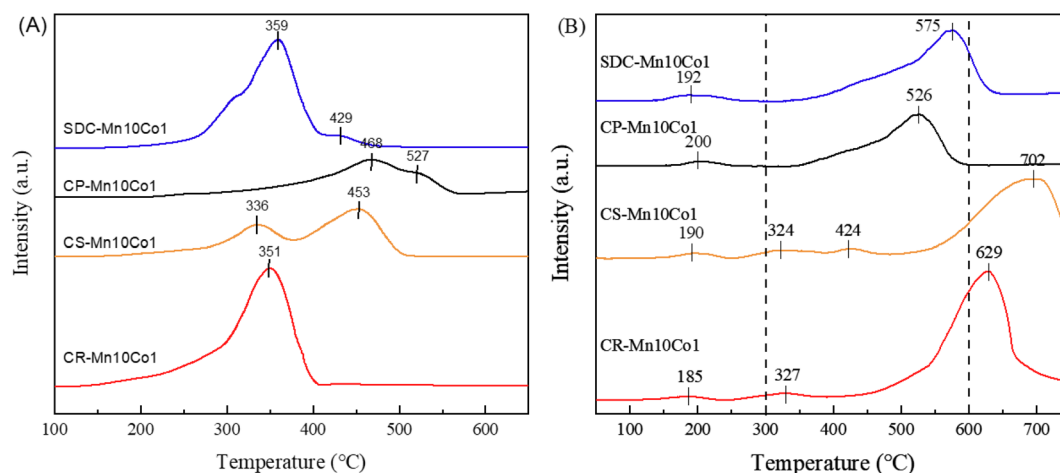 (A)
359
SDC-Mn10Co1
429
468
527
CP-Mn10Co1
336
453
CS-Mn10Co1
351
CR-Mn10Co1
Intensity (a.u.)
100 200 300 400 500 600
Temperature (°C)
(B)
575
SDC-Mn10Co1
192
526
CP-Mn10Co1
200
702
CS-Mn10Co1
190
324
424
629
CR-Mn10Co1
185
327
Intensity (a.u.)
100 200 300 400 500 600 700
Temperature (°C)